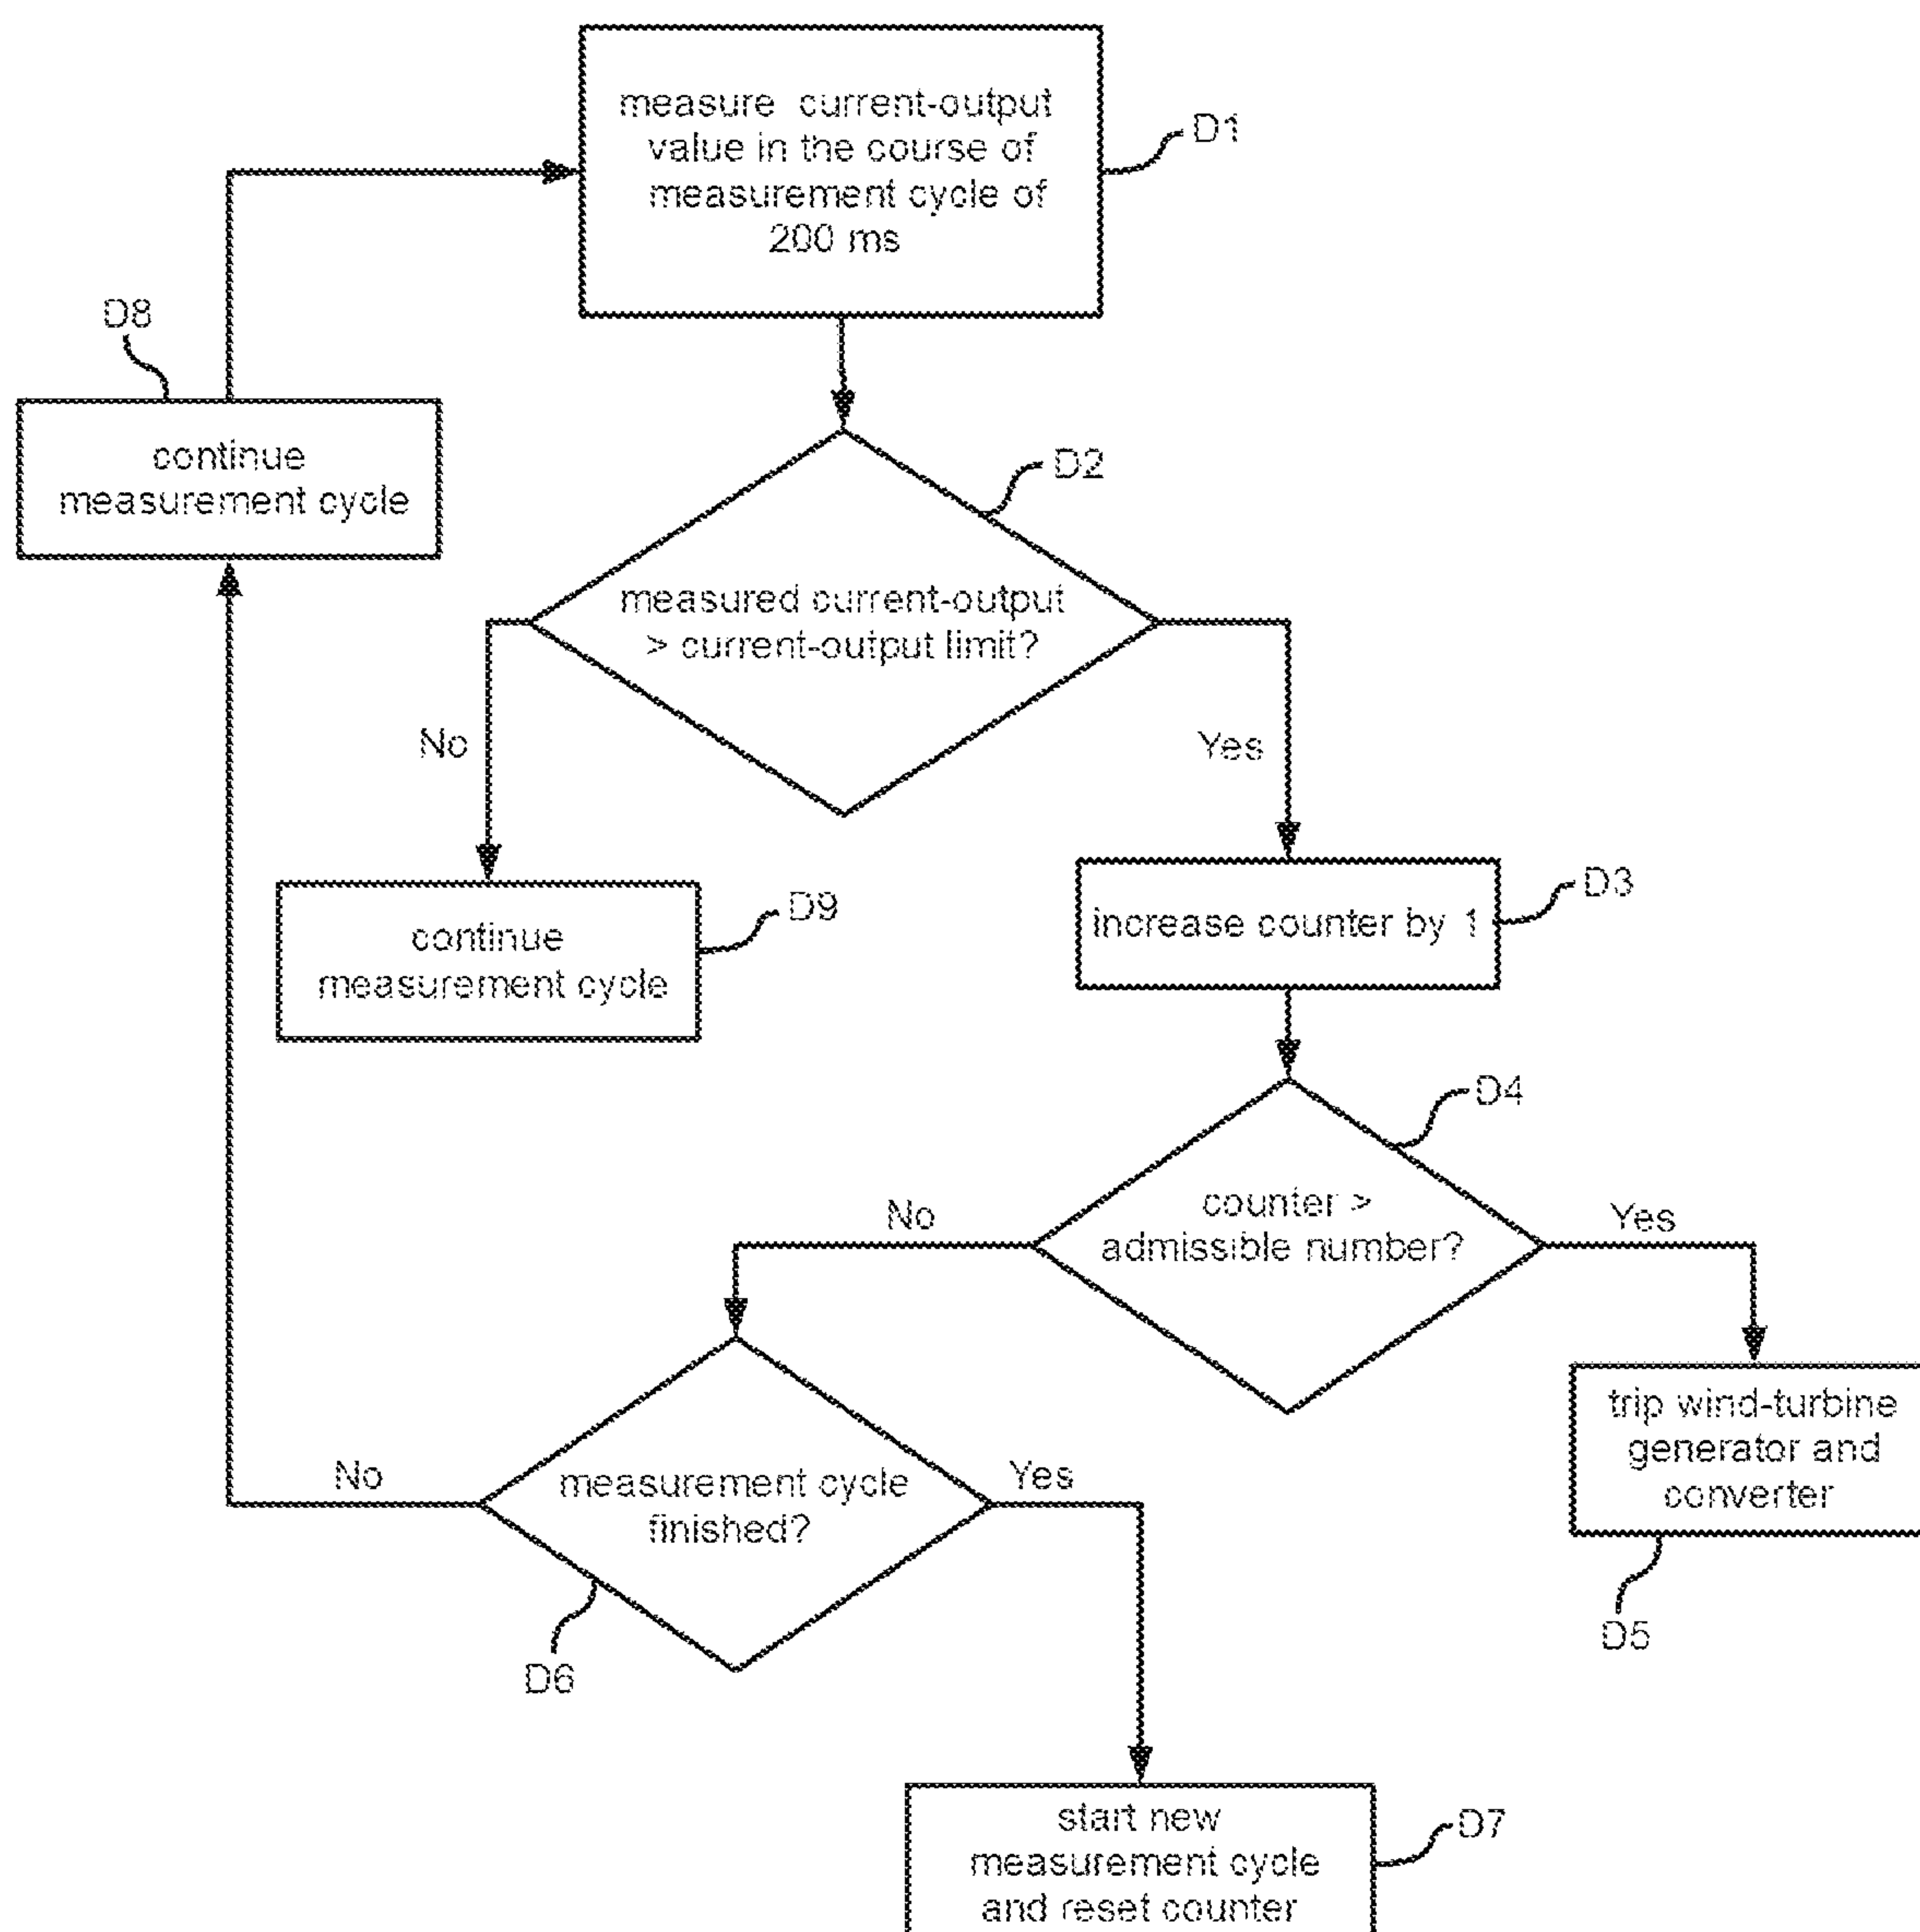 measure current-output
value in the course of
measurement cycle of
200 ms
D1
D8
continue
measurement cycle
D2
measured current-output
> current-output limit?
No
Yes
D9
continue
measurement cycle
D3
increase counter by 1
D4
counter >
admissible number?
No
Yes
trip wind-turbine
generator and
converter
D5
No
measurement cycle
finished?
Yes
D6
start new
measurement cycle
and reset counter
D7